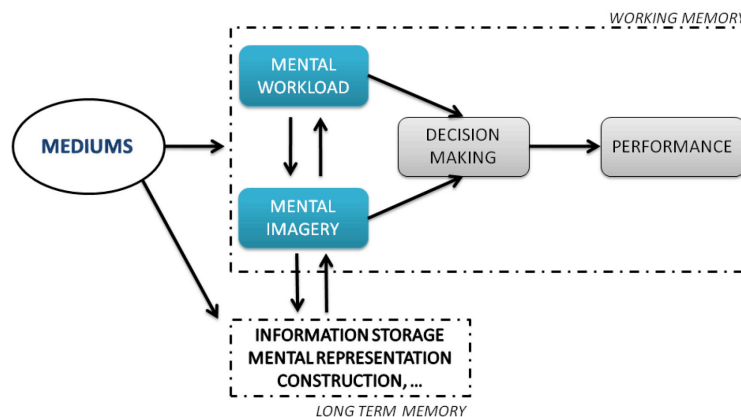 WORKING MEMORY
MENTAL
WORKLOAD
MEDIUMS
DECISION
MAKING
PERFORMANCE
MENTAL
IMAGERY
INFORMATION STORAGE
MENTAL REPRESENTATION
CONSTRUCTION, ...
LONG TERM MEMORY